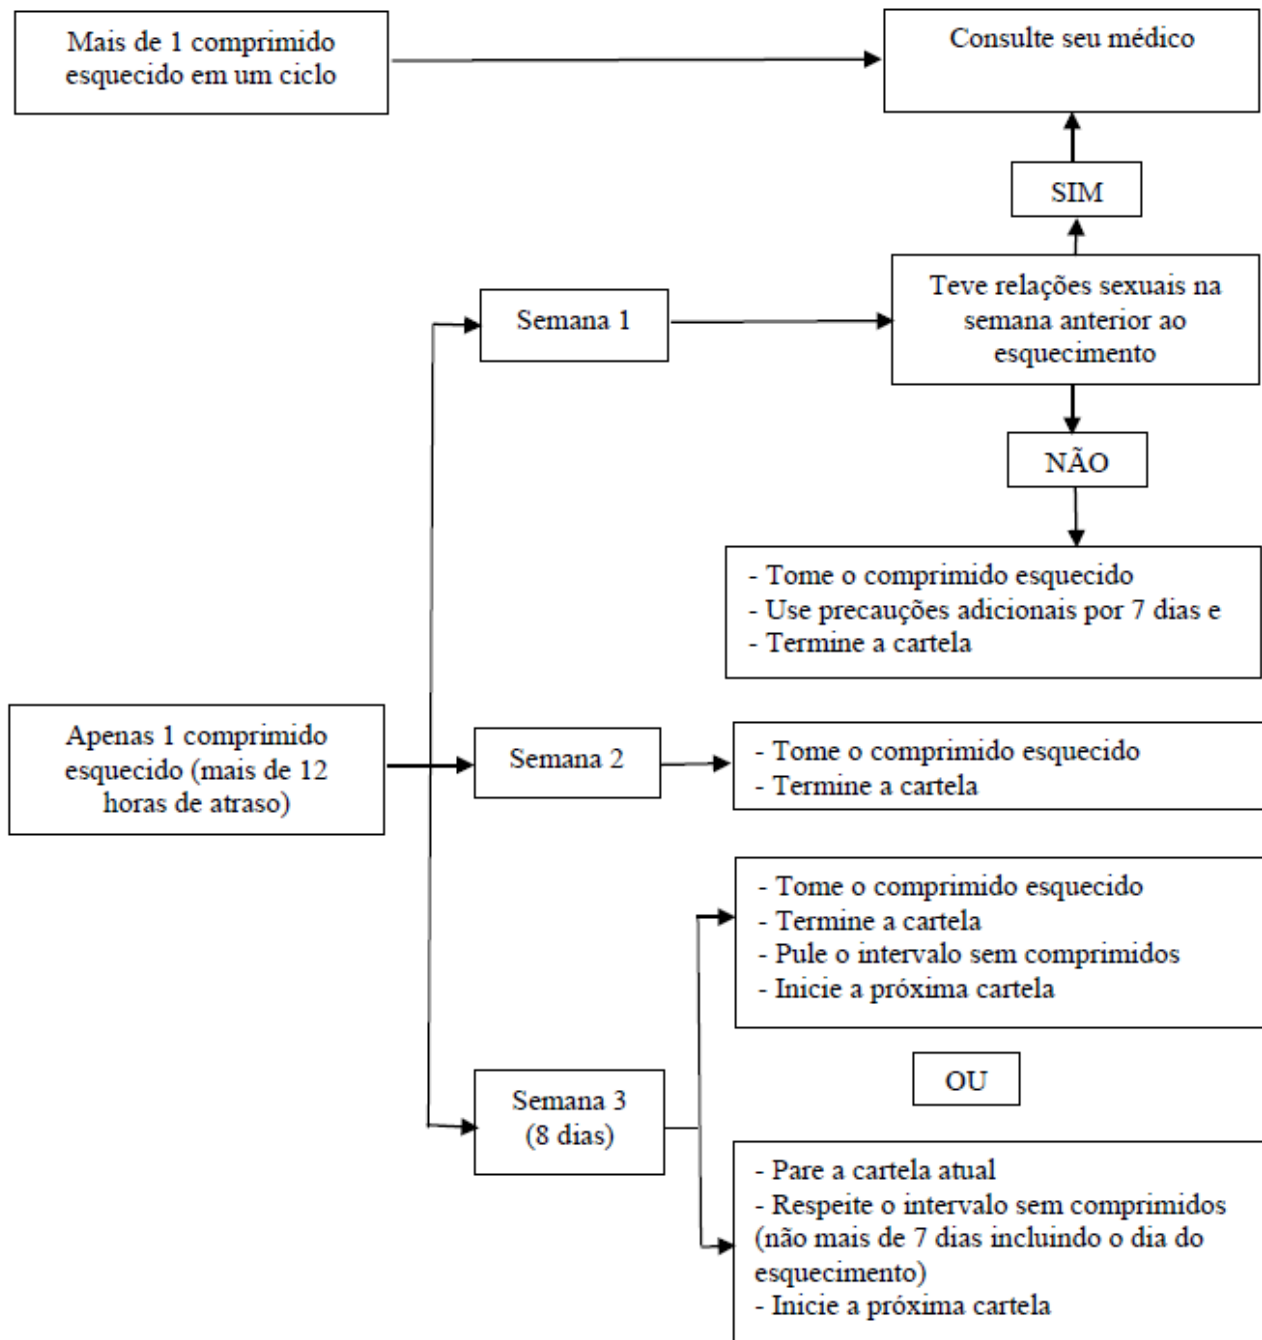 Mais de 1 comprimido
esquecido em um ciclo
Consulte seu médico
SIM
Teve relações sexuais na
semana anterior ao
esquecimento
Semana 1
NÃO
- Tome o comprimido esquecido
- Use precauções adicionais por 7 dias e
- Termine a cartela
Apenas 1 comprimido
esquecido (mais de 12
horas de atraso)
Semana 2
- Tome o comprimido esquecido
- Termine a cartela
- Tome o comprimido esquecido
- Termine a cartela
- Pule o intervalo sem comprimidos
- Inicie a próxima cartela
OU
Semana 3
(8 dias)
- Pare a cartela atual
- Respeite o intervalo sem comprimidos
(não mais de 7 dias incluindo o dia do
esquecimento)
- Inicie a próxima cartela